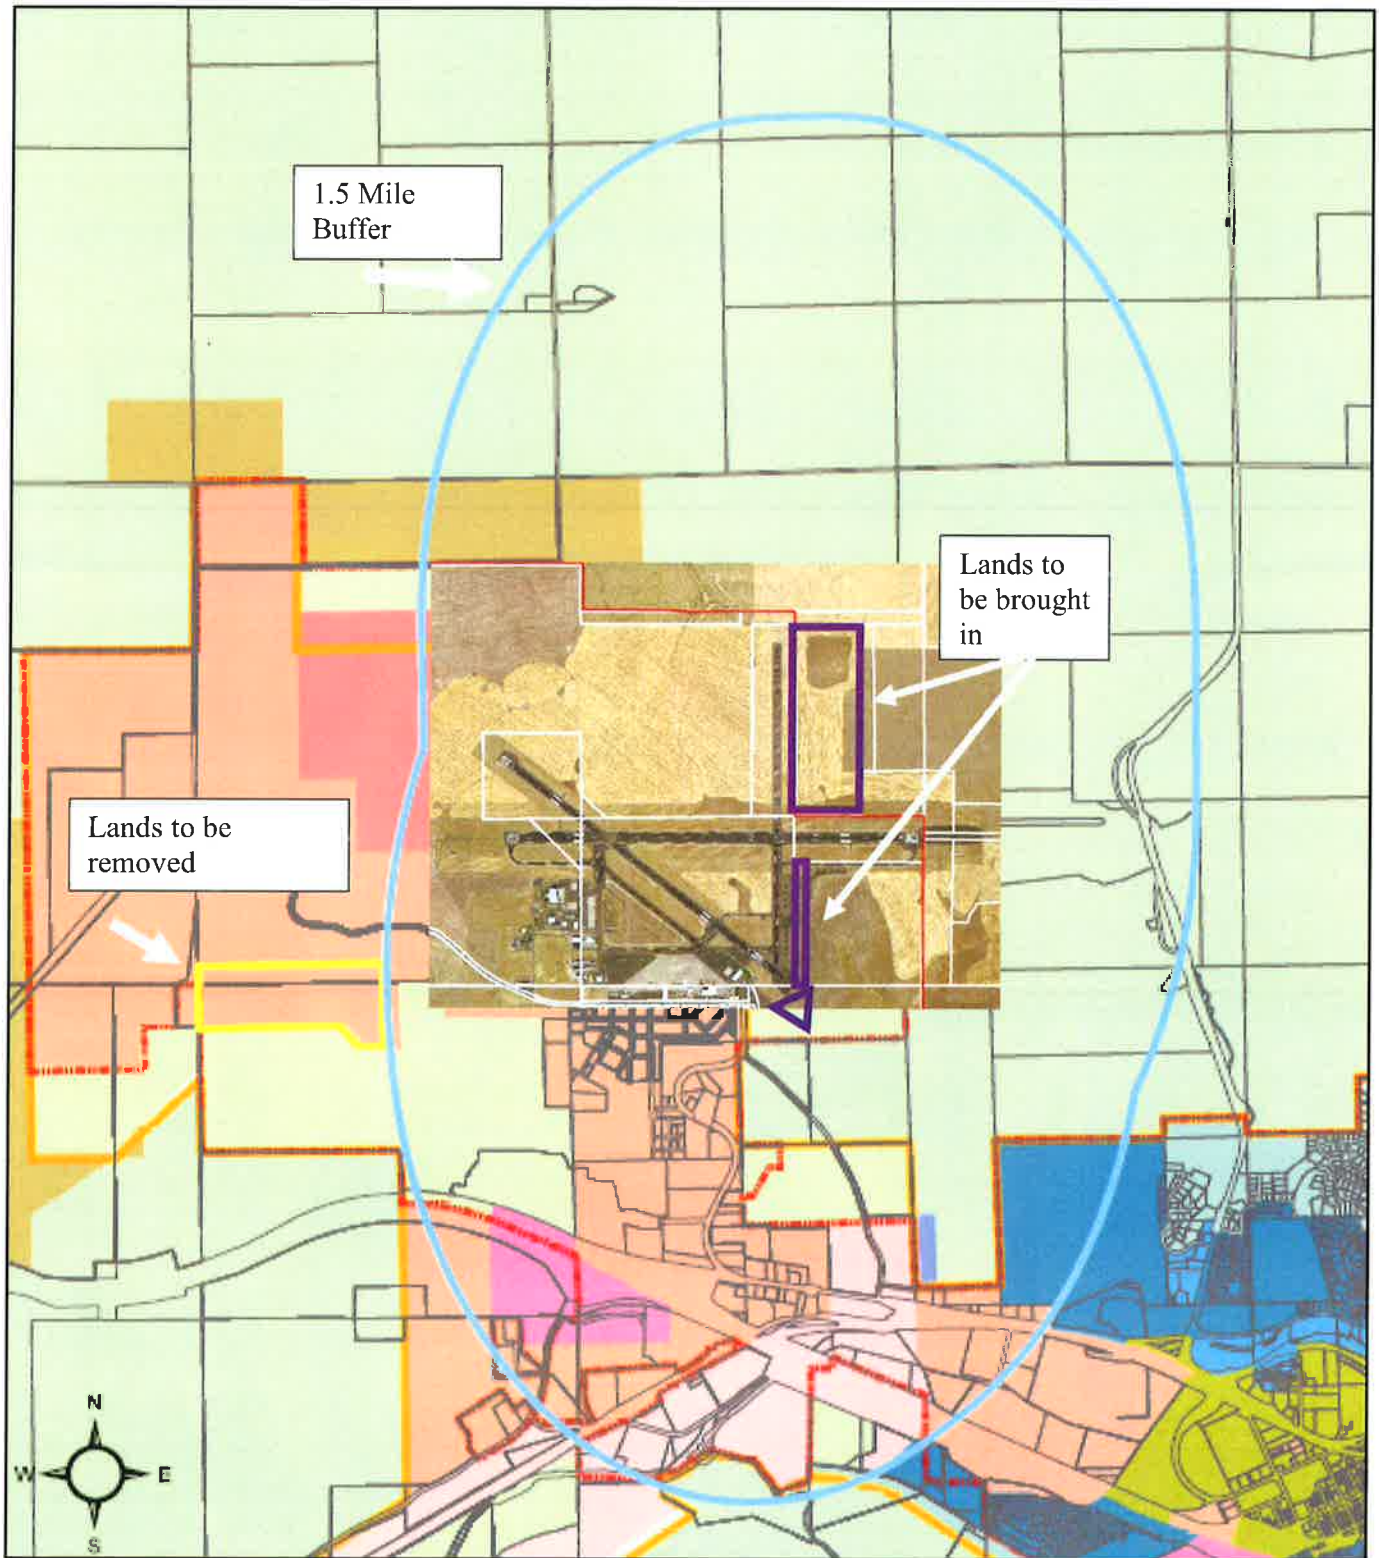 1.5 Mile
Buffer
Lands to
be brought
in
Lands to be
removed
N
W
E
S